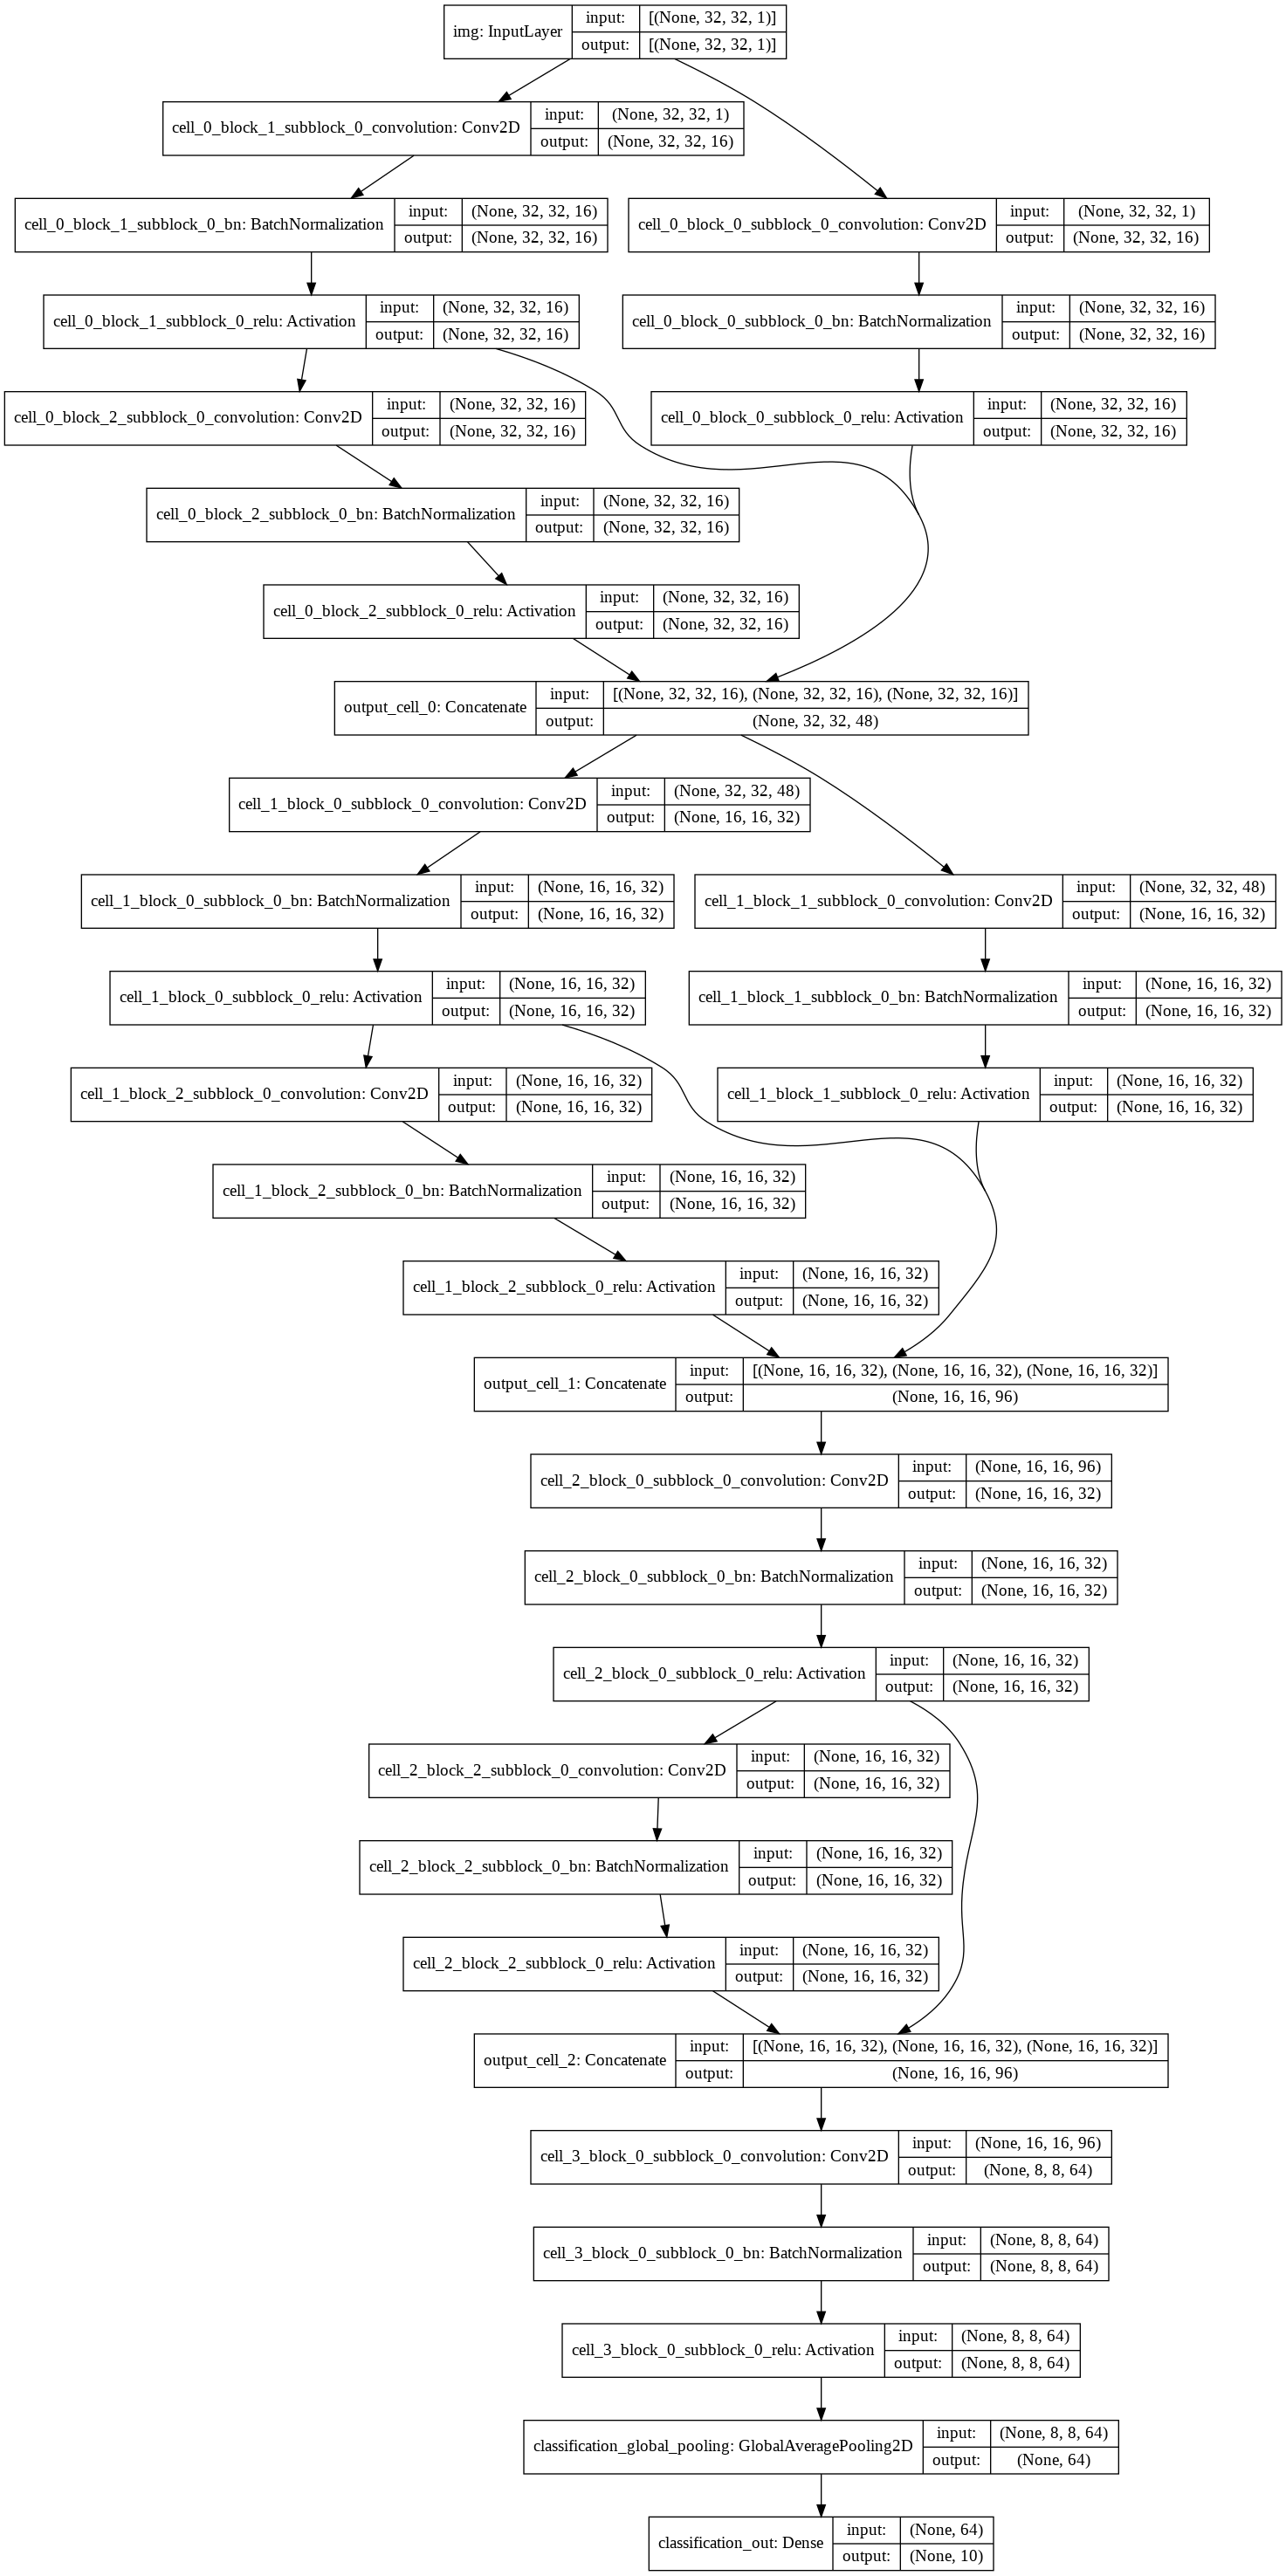 img: InputLayer
input: [(None, 32, 32, 1)]
output: [(None, 32, 32, 1)]
cell_0_block_1_subblock_0_convolution: Conv2D
input: (None, 32, 32, 1)
output: (None, 32, 32, 16)
cell_0_block_1_subblock_0_bn: BatchNormalization
input: (None, 32, 32, 16)
output: (None, 32, 32, 16)
cell_0_block_0_subblock_0_convolution: Conv2D
input: (None, 32, 32, 1)
output: (None, 32, 32, 16)
cell_0_block_1_subblock_0_relu: Activation
input: (None, 32, 32, 16)
output: (None, 32, 32, 16)
cell_0_block_0_subblock_0_bn: BatchNormalization
input: (None, 32, 32, 16)
output: (None, 32, 32, 16)
cell_0_block_2_subblock_0_convolution: Conv2D
input: (None, 32, 32, 16)
output: (None, 32, 32, 16)
cell_0_block_0_subblock_0_relu: Activation
input: (None, 32, 32, 16)
output: (None, 32, 32, 16)
cell_0_block_2_subblock_0_bn: BatchNormalization
input: (None, 32, 32, 16)
output: (None, 32, 32, 16)
cell_0_block_2_subblock_0_relu: Activation
input: (None, 32, 32, 16)
output: (None, 32, 32, 16)
output_cell_0: Concatenate
input: [(None, 32, 32, 16), (None, 32, 32, 16), (None, 32, 32, 16)]
output: (None, 32, 32, 48)
cell_1_block_0_subblock_0_convolution: Conv2D
input: (None, 32, 32, 48)
output: (None, 16, 16, 32)
cell_1_block_0_subblock_0_bn: BatchNormalization
input: (None, 16, 16, 32)
output: (None, 16, 16, 32)
cell_1_block_1_subblock_0_convolution: Conv2D
input: (None, 32, 32, 48)
output: (None, 16, 16, 32)
cell_1_block_0_subblock_0_relu: Activation
input: (None, 16, 16, 32)
output: (None, 16, 16, 32)
cell_1_block_1_subblock_0_bn: BatchNormalization
input: (None, 16, 16, 32)
output: (None, 16, 16, 32)
cell_1_block_2_subblock_0_convolution: Conv2D
input: (None, 16, 16, 32)
output: (None, 16, 16, 32)
cell_1_block_1_subblock_0_relu: Activation
input: (None, 16, 16, 32)
output: (None, 16, 16, 32)
cell_1_block_2_subblock_0_bn: BatchNormalization
input: (None, 16, 16, 32)
output: (None, 16, 16, 32)
cell_1_block_2_subblock_0_relu: Activation
input: (None, 16, 16, 32)
output: (None, 16, 16, 32)
output_cell_1: Concatenate
input: [(None, 16, 16, 32), (None, 16, 16, 32), (None, 16, 16, 32)]
output: (None, 16, 16, 96)
cell_2_block_0_subblock_0_convolution: Conv2D
input: (None, 16, 16, 96)
output: (None, 16, 16, 32)
cell_2_block_0_subblock_0_bn: BatchNormalization
input: (None, 16, 16, 32)
output: (None, 16, 16, 32)
cell_2_block_0_subblock_0_relu: Activation
input: (None, 16, 16, 32)
output: (None, 16, 16, 32)
cell_2_block_2_subblock_0_convolution: Conv2D
input: (None, 16, 16, 32)
output: (None, 16, 16, 32)
cell_2_block_2_subblock_0_bn: BatchNormalization
input: (None, 16, 16, 32)
output: (None, 16, 16, 32)
cell_2_block_2_subblock_0_relu: Activation
input: (None, 16, 16, 32)
output: (None, 16, 16, 32)
output_cell_2: Concatenate
input: [(None, 16, 16, 32), (None, 16, 16, 32), (None, 16, 16, 32)]
output: (None, 16, 16, 96)
cell_3_block_0_subblock_0_convolution: Conv2D
input: (None, 16, 16, 96)
output: (None, 8, 8, 64)
cell_3_block_0_subblock_0_bn: BatchNormalization
input: (None, 8, 8, 64)
output: (None, 8, 8, 64)
cell_3_block_0_subblock_0_relu: Activation
input: (None, 8, 8, 64)
output: (None, 8, 8, 64)
classification_global_pooling: GlobalAveragePooling2D
input: (None, 8, 8, 64)
output: (None, 64)
classification_out: Dense
input: (None, 64)
output: (None, 10)